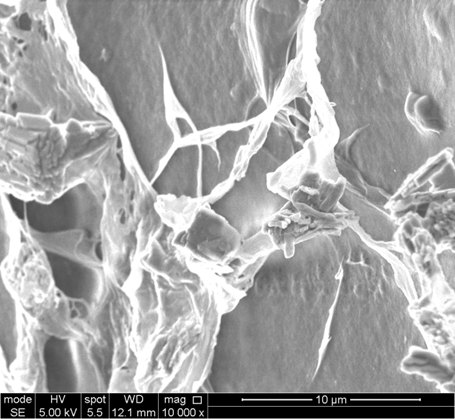 mode HV spot WD mag □
SE 5.00 kV 5.5 12.1 mm 10 000 x
10 µm